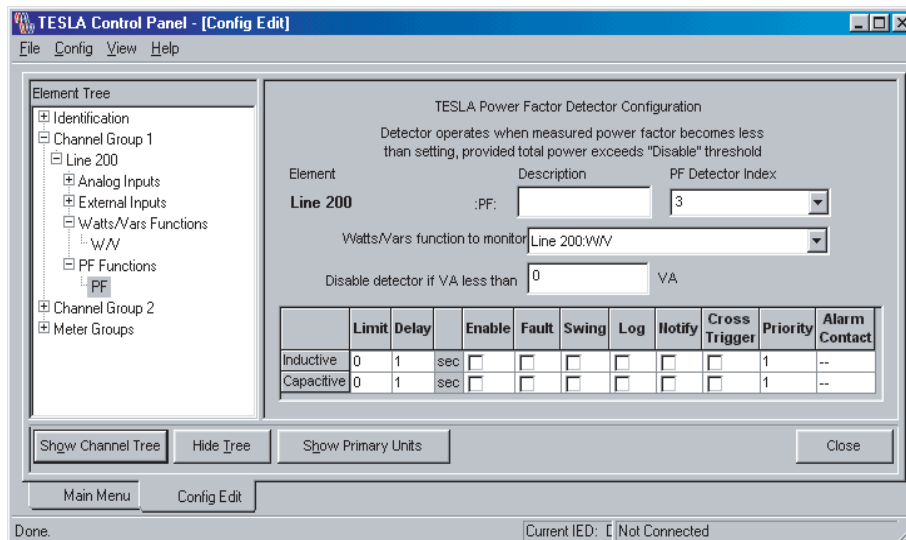 TESLA Control Panel - [Config Edit]
File Config View Help
Element Tree
Identification
Channel Group 1
Line 200
Analog Inputs
External Inputs
Watts/Vars Functions
W/V
PF Functions
PF
Channel Group 2
Meter Groups
TESLA Power Factor Detector Configuration
Detector operates when measured power factor becomes less
than setting, provided total power exceeds "Disable" threshold
Element Description PF Detector Index
Line 200 :PF: 3
Watts/Vars function to monitor Line 200:W/V
Disable detector if VA less than 0 VA
Limit Delay Enable Fault Swing Log Notify Cross Trigger Priority Alarm Contact
Inductive 0 1 sec 1 --
Capacitive 0 1 sec 1 --
Show Channel Tree Hide Tree Show Primary Units Close
Main Menu Config Edit
Done. Current IED: Not Connected